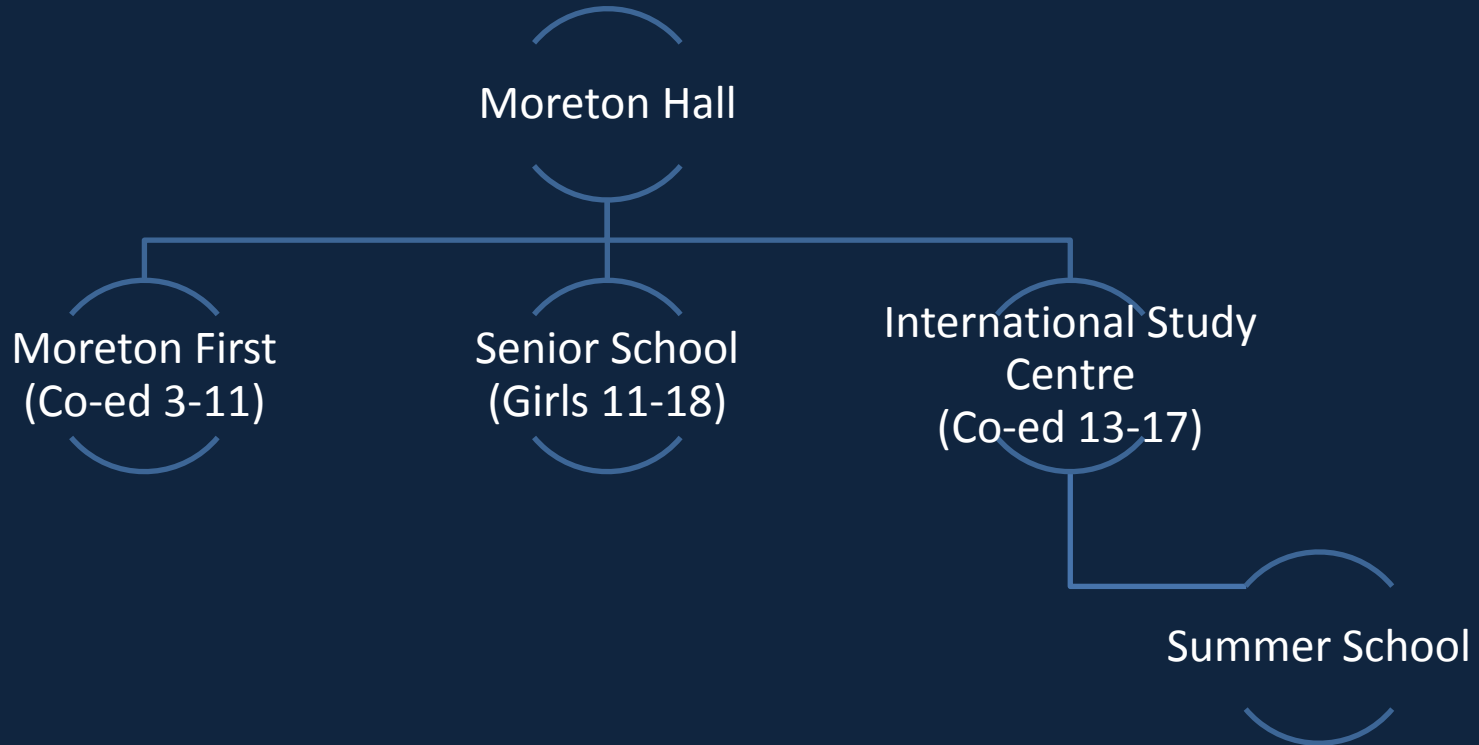 Moreton Hall
Moreton First
(Co-ed 3-11)
Senior School
(Girls 11-18)
International Study
Centre
(Co-ed 13-17)
Summer School